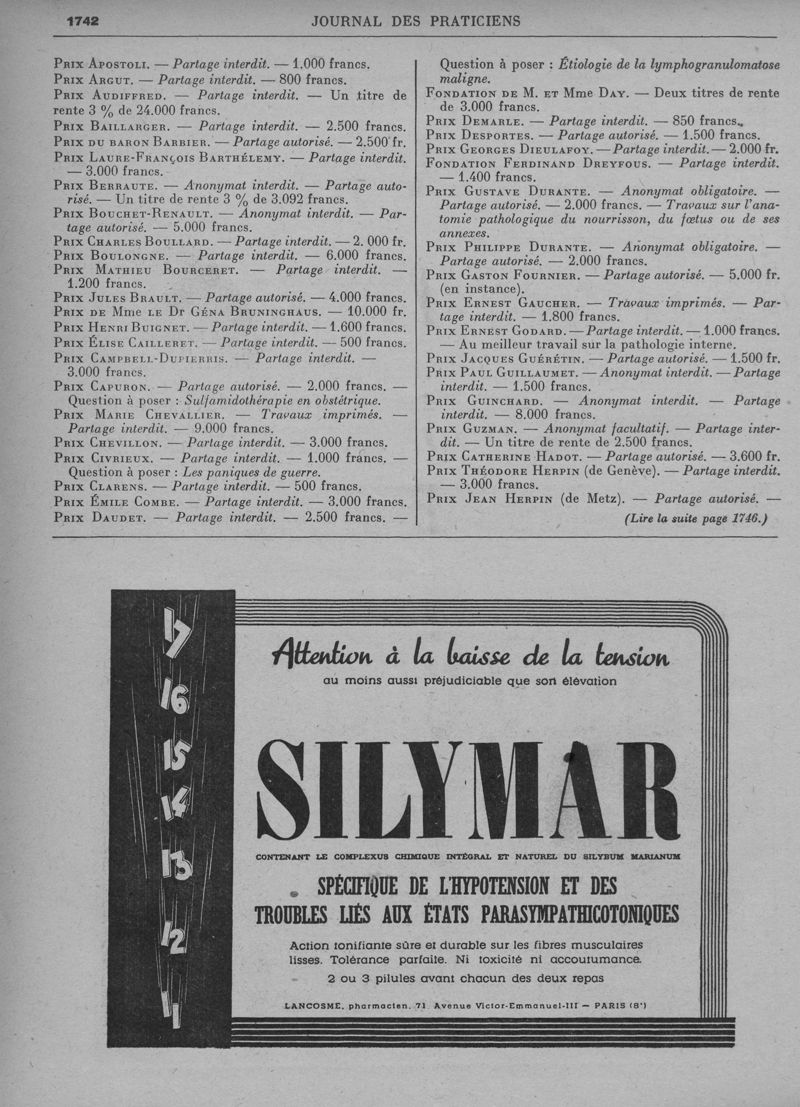 1742
JOURNAL DES PRATICIENS
PRIX APOSTOLI. — Partage interdit. — 1.000 francs.
PRIX ARGUT. — Partage interdit. — 800 francs.
PRIX AUDIFFRED. — Partage interdit. — Un titre de
rente 3 % de 24.000 francs.
PRIX BAILLARGER. — Partage interdit. — 2.500 francs.
PRIX DU BARON BARBIER. — Partage autorisé. — 2.500 fr.
PRIX LAURE-FRANÇOIS BARTHÉLEMY. — Partage interdit.
— 3.000 francs.
PRIX BERRAUTE. — Anonymat interdit. — Partage auto-
risé. — Un titre de rente 3 % de 3.092 francs.
PRIX BOUCHET-RENAULT. — Anonymat interdit. — Par-
tage autorisé. — 5.000 francs.
PRIX CHARLES BOULLARD. — Partage interdit. — 2. 000 fr.
PRIX BOULONGNE. — Partage interdit. — 6.000 francs.
PRIX MATHIEU BOURCERET. — Partage interdit. —
1.200 francs.
PRIX JULES BRAULT. — Partage autorisé. — 4.000 francs.
PRIX DE Mme LE Dr GÉNA BRUNINGHAUS. — 10.000 fr.
PRIX HENRI BUIGNET. — Partage interdit. — 1.600 francs.
PRIX ÉLISE CAILLERET. — Partage interdit. — 500 francs.
PRIX CAMPBELL-DUPIERRIS. — Partage interdit. —
3.000 francs.
PRIX CAPURON. — Partage autorisé. — 2.000 francs. —
Question à poser : Sulfamidothérapie en obstétrique.
PRIX MARIE CHEVALLIER. — Travaux imprimés. —
Partage interdit. — 9.000 francs.
PRIX CHEVILLON. — Partage interdit. — 3.000 francs.
PRIX CIVRIEUX. — Partage interdit. — 1.000 francs. —
Question à poser : Les paniques de guerre.
PRIX CLARENS. — Partage interdit. — 500 francs.
PRIX ÉMILE COMBE. — Partage interdit. — 3.000 francs.
PRIX DAUDET. — Partage interdit. — 2.500 francs. —
Question à poser : Étiologie de la lymphogranulomatose
maligne.
FONDATION DE M. ET Mme DAY. — Deux titres de rente
de 3.000 francs.
PRIX DEMARLE. — Partage interdit. — 850 francs.
PRIX DESPORTES. — Partage autorisé. — 1.500 francs.
PRIX GEORGES DIEULAFOY. — Partage interdit. — 2.000 fr.
FONDATION FERDINAND DREYFOUS. — Partage interdit.
— 1.400 francs.
PRIX GUSTAVE DURANTE. — Anonymat obligatoire. —
Partage autorisé. — 2.000 francs. — Travaux sur l'ana-
tomie pathologique du nourrisson, du fœtus ou de ses
annexes.
PRIX PHILIPPE DURANTE. — Anonymat obligatoire. —
Partage autorisé. — 2.000 francs.
PRIX GASTON FOURNIER. — Partage autorisé. — 5.000 fr.
(en instance).
PRIX ERNEST GAUCHER. — Travaux imprimés. — Par-
tage interdit. — 1.800 francs.
PRIX ERNEST GODARD. — Partage interdit. — 1.000 francs.
— Au meilleur travail sur la pathologie interne.
PRIX JACQUES GUÉRÉTIN. — Partage autorisé. — 1.500 fr.
PRIX PAUL GUILLAUMET. — Anonymat interdit. — Partage
interdit. — 1.500 francs.
PRIX GUINCHARD. — Anonymat interdit. — Partage
interdit. — 8.000 francs.
PRIX GUZMAN. — Anonymat facultatif. — Partage inter-
dit. — Un titre de rente de 2.500 francs.
PRIX CATHERINE HADOT. — Partage autorisé. — 3.600 fr.
PRIX THÉODORE HERPIN (de Genève). — Partage interdit.
— 3.000 francs.
PRIX JEAN HERPIN (de Metz). — Partage autorisé. —
(Lire la suite page 1746.)
17
16
15
14
13
12
11
Attention à la baisse de la tension
au moins aussi préjudiciable que son élévation
SILYMAR
CONTENANT LE COMPLEXUS CHIMIQUE INTÉGRAL ET NATUREL DU SILYBUM MARIANUM
SPÉCIFIQUE DE L'HYPOTENSION ET DES
TROUBLES LIÉS AUX ÉTATS PARASYMPATHICOTONIQUES
Action tonifiante sûre et durable sur les fibres musculaires
lisses. Tolérance parfaite. Ni toxicité ni accoutumance.
2 ou 3 pilules avant chacun des deux repas
LANCOSME, pharmacien. 71 Avenue Victor-Emmanuel-III — PARIS (8ᵉ)